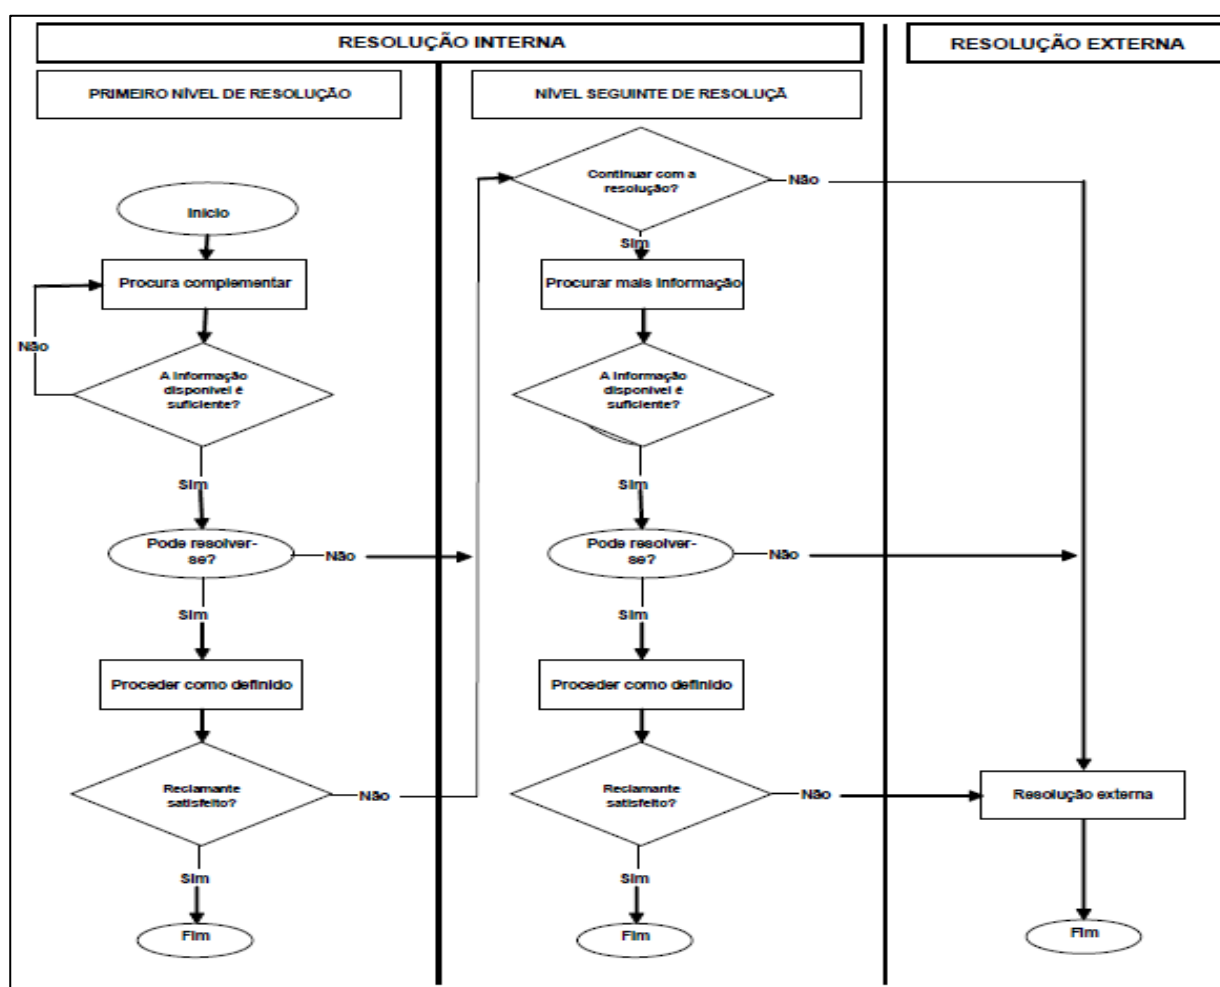 RESOLUÇÃO INTERNA
RESOLUÇÃO EXTERNA
PRIMEIRO NÍVEL DE RESOLUÇÃO
NÍVEL SEGUINTE DE RESOLUÇÃ
Início
Procura complementar
Não
A informação
disponível é
suficiente?
Sim
Pode resolver-
se?
Não
Sim
Proceder como definido
Reclamante
satisfeito?
Não
Sim
Fim
Continuar com a
resolução?
Não
Sim
Procurar mais informação
A informação
disponível é
suficiente?
Sim
Pode resolver-
se?
Não
Sim
Proceder como definido
Reclamante
satisfeito?
Não
Sim
Fim
Resolução externa
Fim